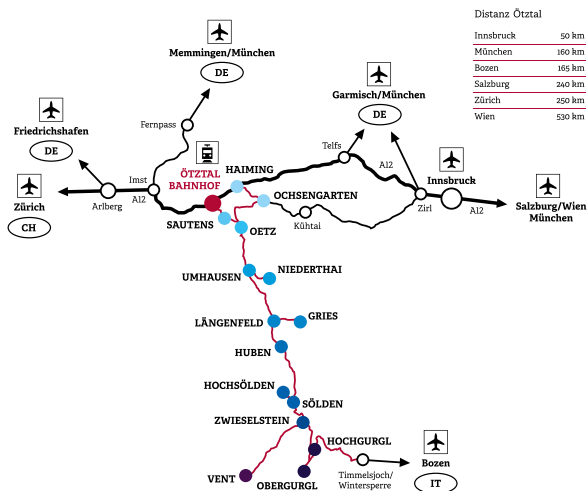 Distanz Ötztal
Innsbruck 50 km
München 160 km
Bozen 165 km
Salzburg 240 km
Zürich 250 km
Wien 530 km
Memmingen/München
DE
Fernpass
Garmisch/München
DE
Friedrichshafen
DE
Telfs
A12
ÖTZTAL
BAHNHOF
HAIMING
Innsbruck
Imst
A12
Zürich
CH
Arlberg
OCHSENGARTEN
Zirl
A12
Salzburg/Wien
München
SAUTENS
OETZ
Kühtai
UMHAUSEN
NIEDERTHAI
LÄNGENFELD
GRIES
HUBEN
HOCHSÖLDEN
SÖLDEN
ZWIESELSTEIN
HOCHGURGL
VENT
OBERGURGL
Timmelsjoch/
Wintersperre
Bozen
IT